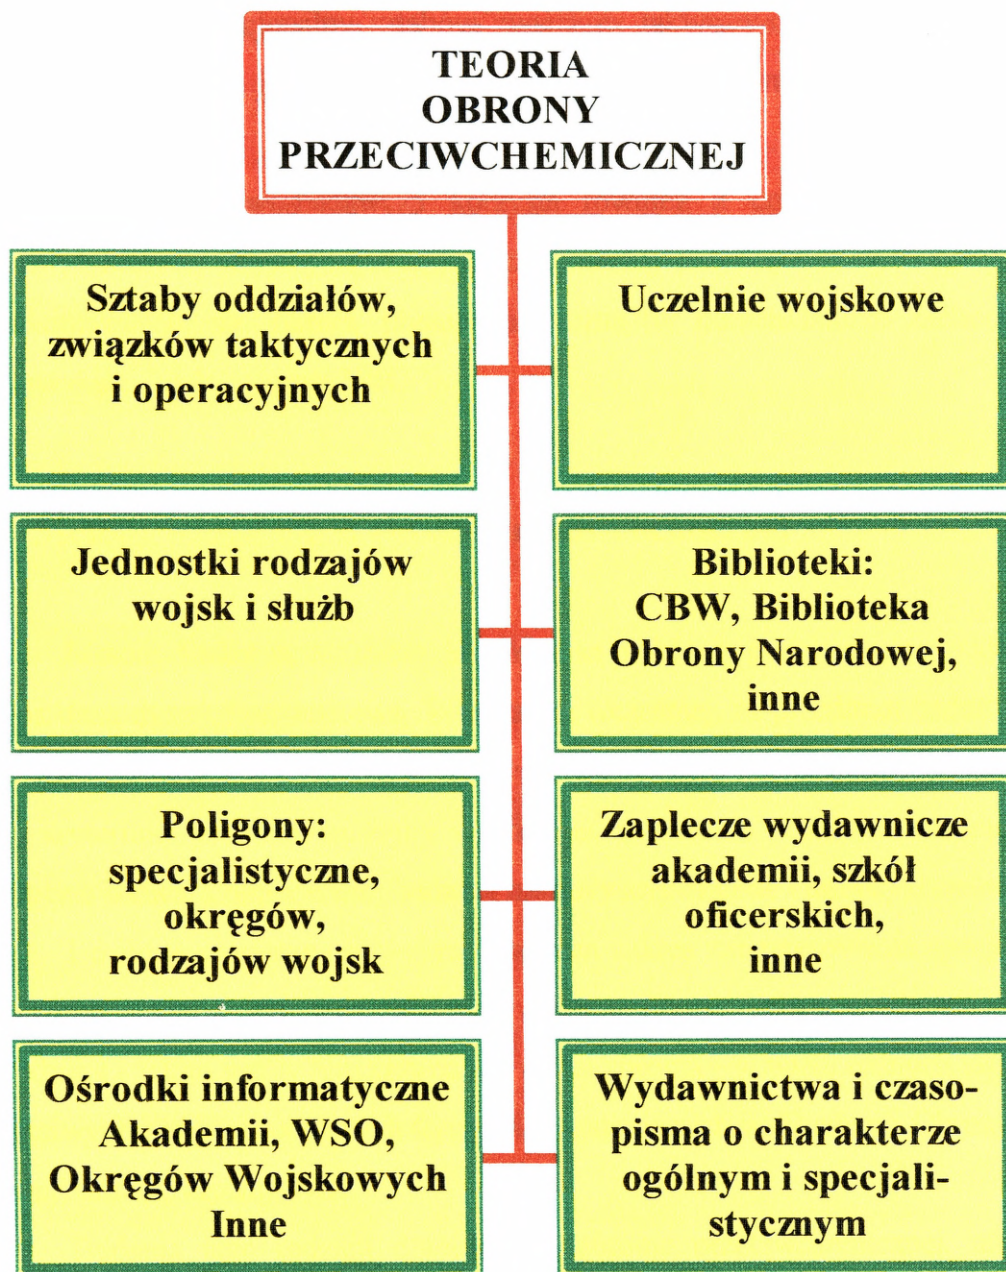 TEORIA
OBRONY
PRZECIWCHEMICZNEJ
Sztaby oddziałów,
związków taktycznych
i operacyjnych
Uczelnie wojskowe
Jednostki rodzajów
wojsk i służb
Biblioteki:
CBW, Biblioteka
Obrony Narodowej,
inne
Poligony:
specjalistyczne,
okręgów,
rodzajów wojsk
Zaplecze wydawnicze
akademii, szkół
oficerskich,
inne
Ośrodki informatyczne
Akademii, WSO,
Okręgów Wojskowych
Inne
Wydawnictwa i czaso-
pisma o charakterze
ogólnym i specjali-
stycznym